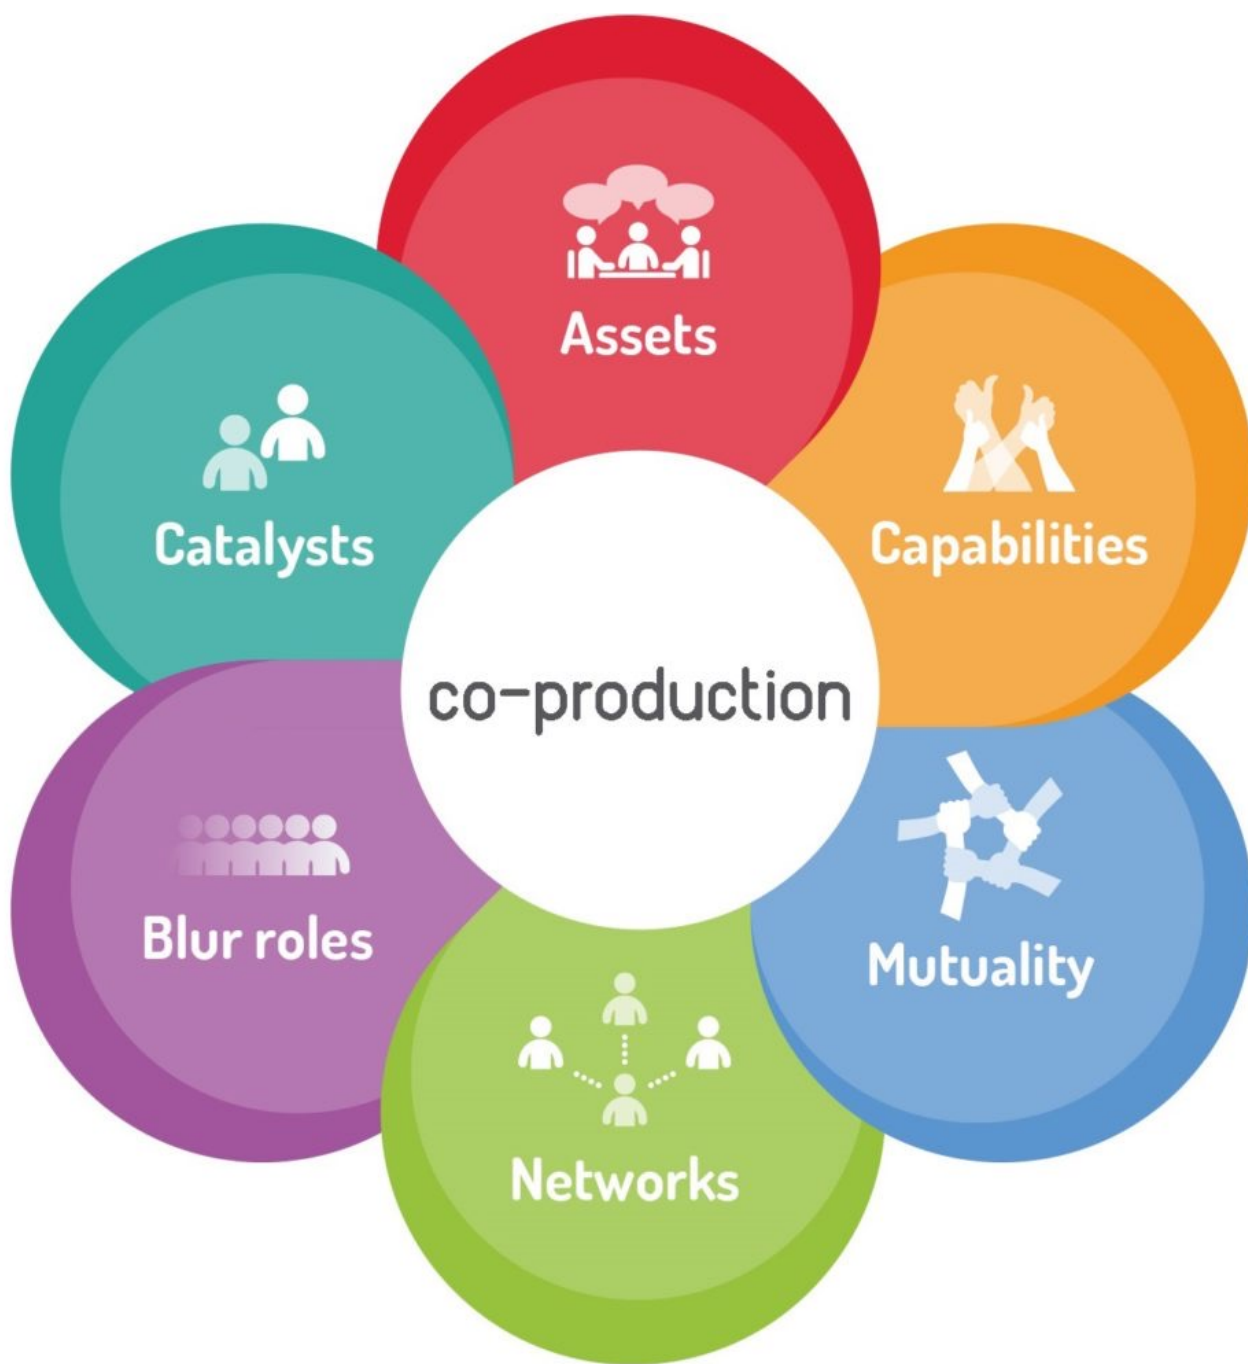 Assets
Capabilities
Mutuality
Networks
Blur roles
Catalysts
co-production